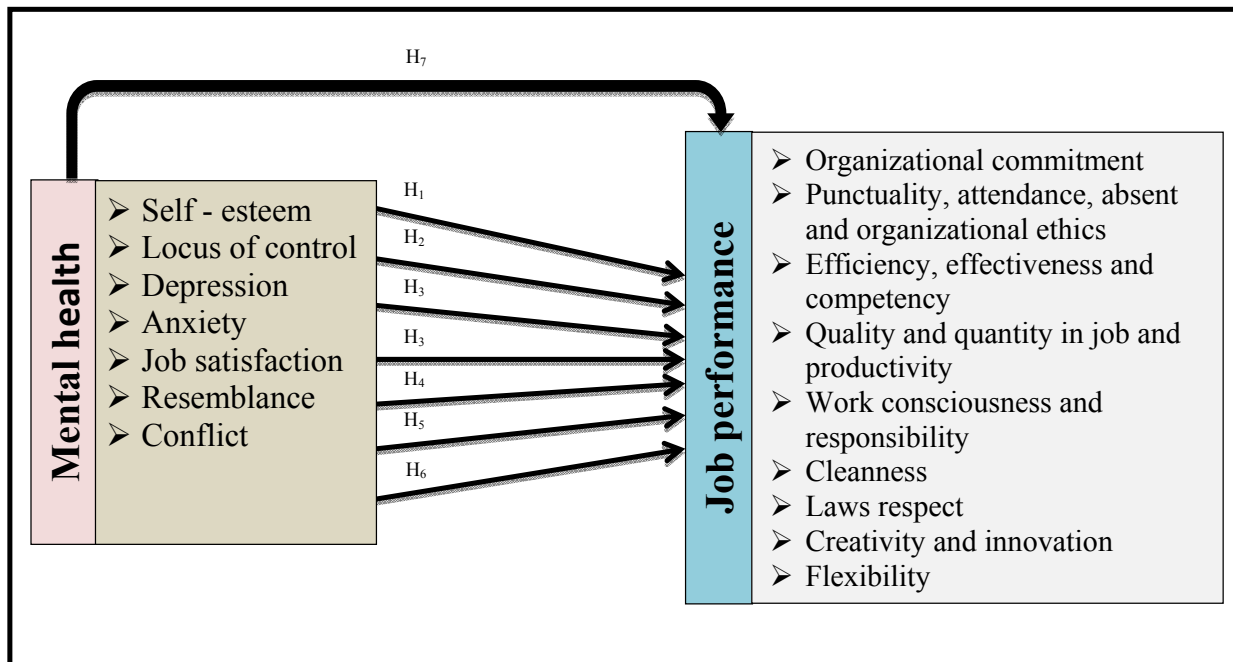 H7
Mental health
➢ Self - esteem
➢ Locus of control
➢ Depression
➢ Anxiety
➢ Job satisfaction
➢ Resemblance
➢ Conflict
H1
H2
H3
H3
H4
H5
H6
Job performance
➢ Organizational commitment
➢ Punctuality, attendance, absent
and organizational ethics
➢ Efficiency, effectiveness and
competency
➢ Quality and quantity in job and
productivity
➢ Work consciousness and
responsibility
➢ Cleanness
➢ Laws respect
➢ Creativity and innovation
➢ Flexibility